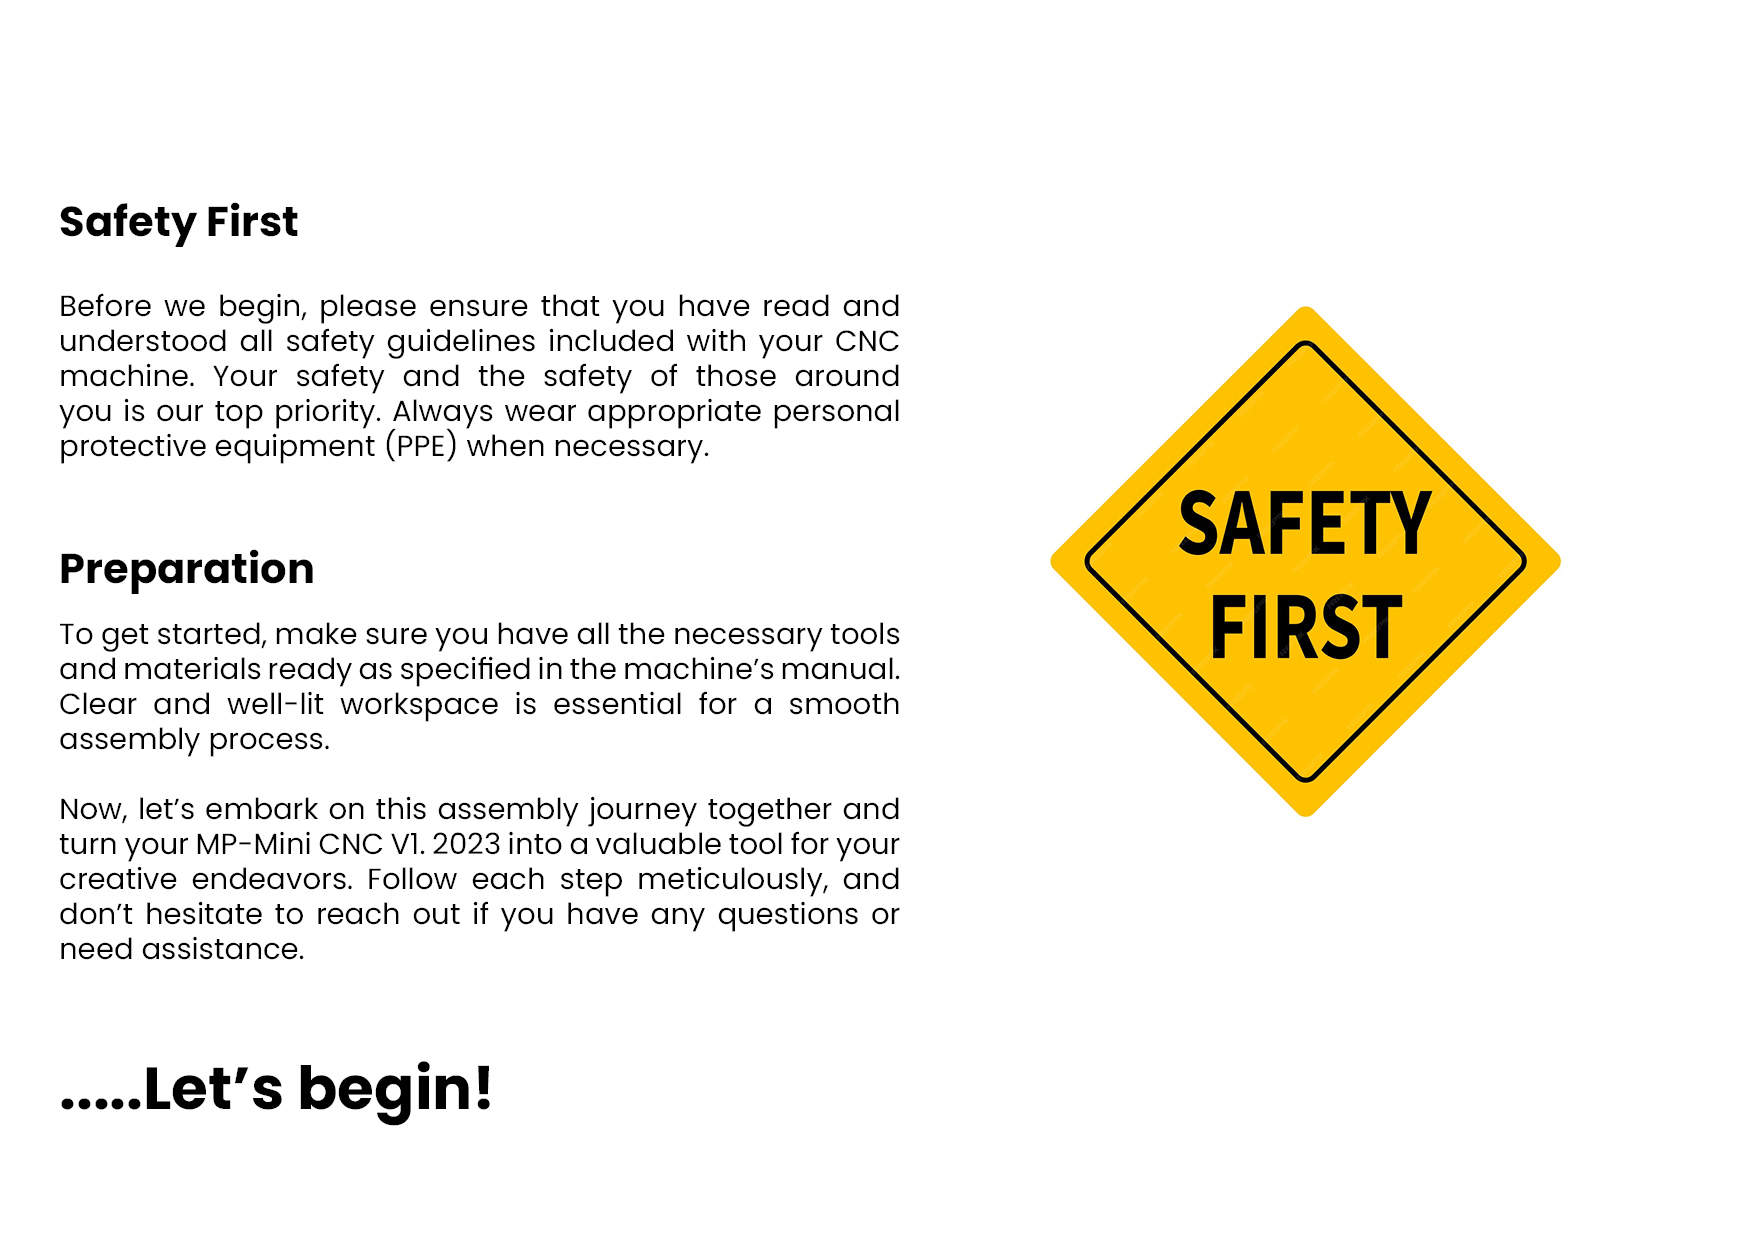 Safety First
Before we begin, please ensure that you have read and
understood all safety guidelines included with your CNC
machine. Your safety and the safety of those around
you is our top priority. Always wear appropriate personal
protective equipment (PPE) when necessary.
Preparation
To get started, make sure you have all the necessary tools
and materials ready as specified in the machine’s manual.
Clear and well-lit workspace is essential for a smooth
assembly process.
Now, let’s embark on this assembly journey together and
turn your MP-Mini CNC V1. 2023 into a valuable tool for your
creative endeavors. Follow each step meticulously, and
don’t hesitate to reach out if you have any questions or
need assistance.
.....Let’s begin!
SAFETY
FIRST